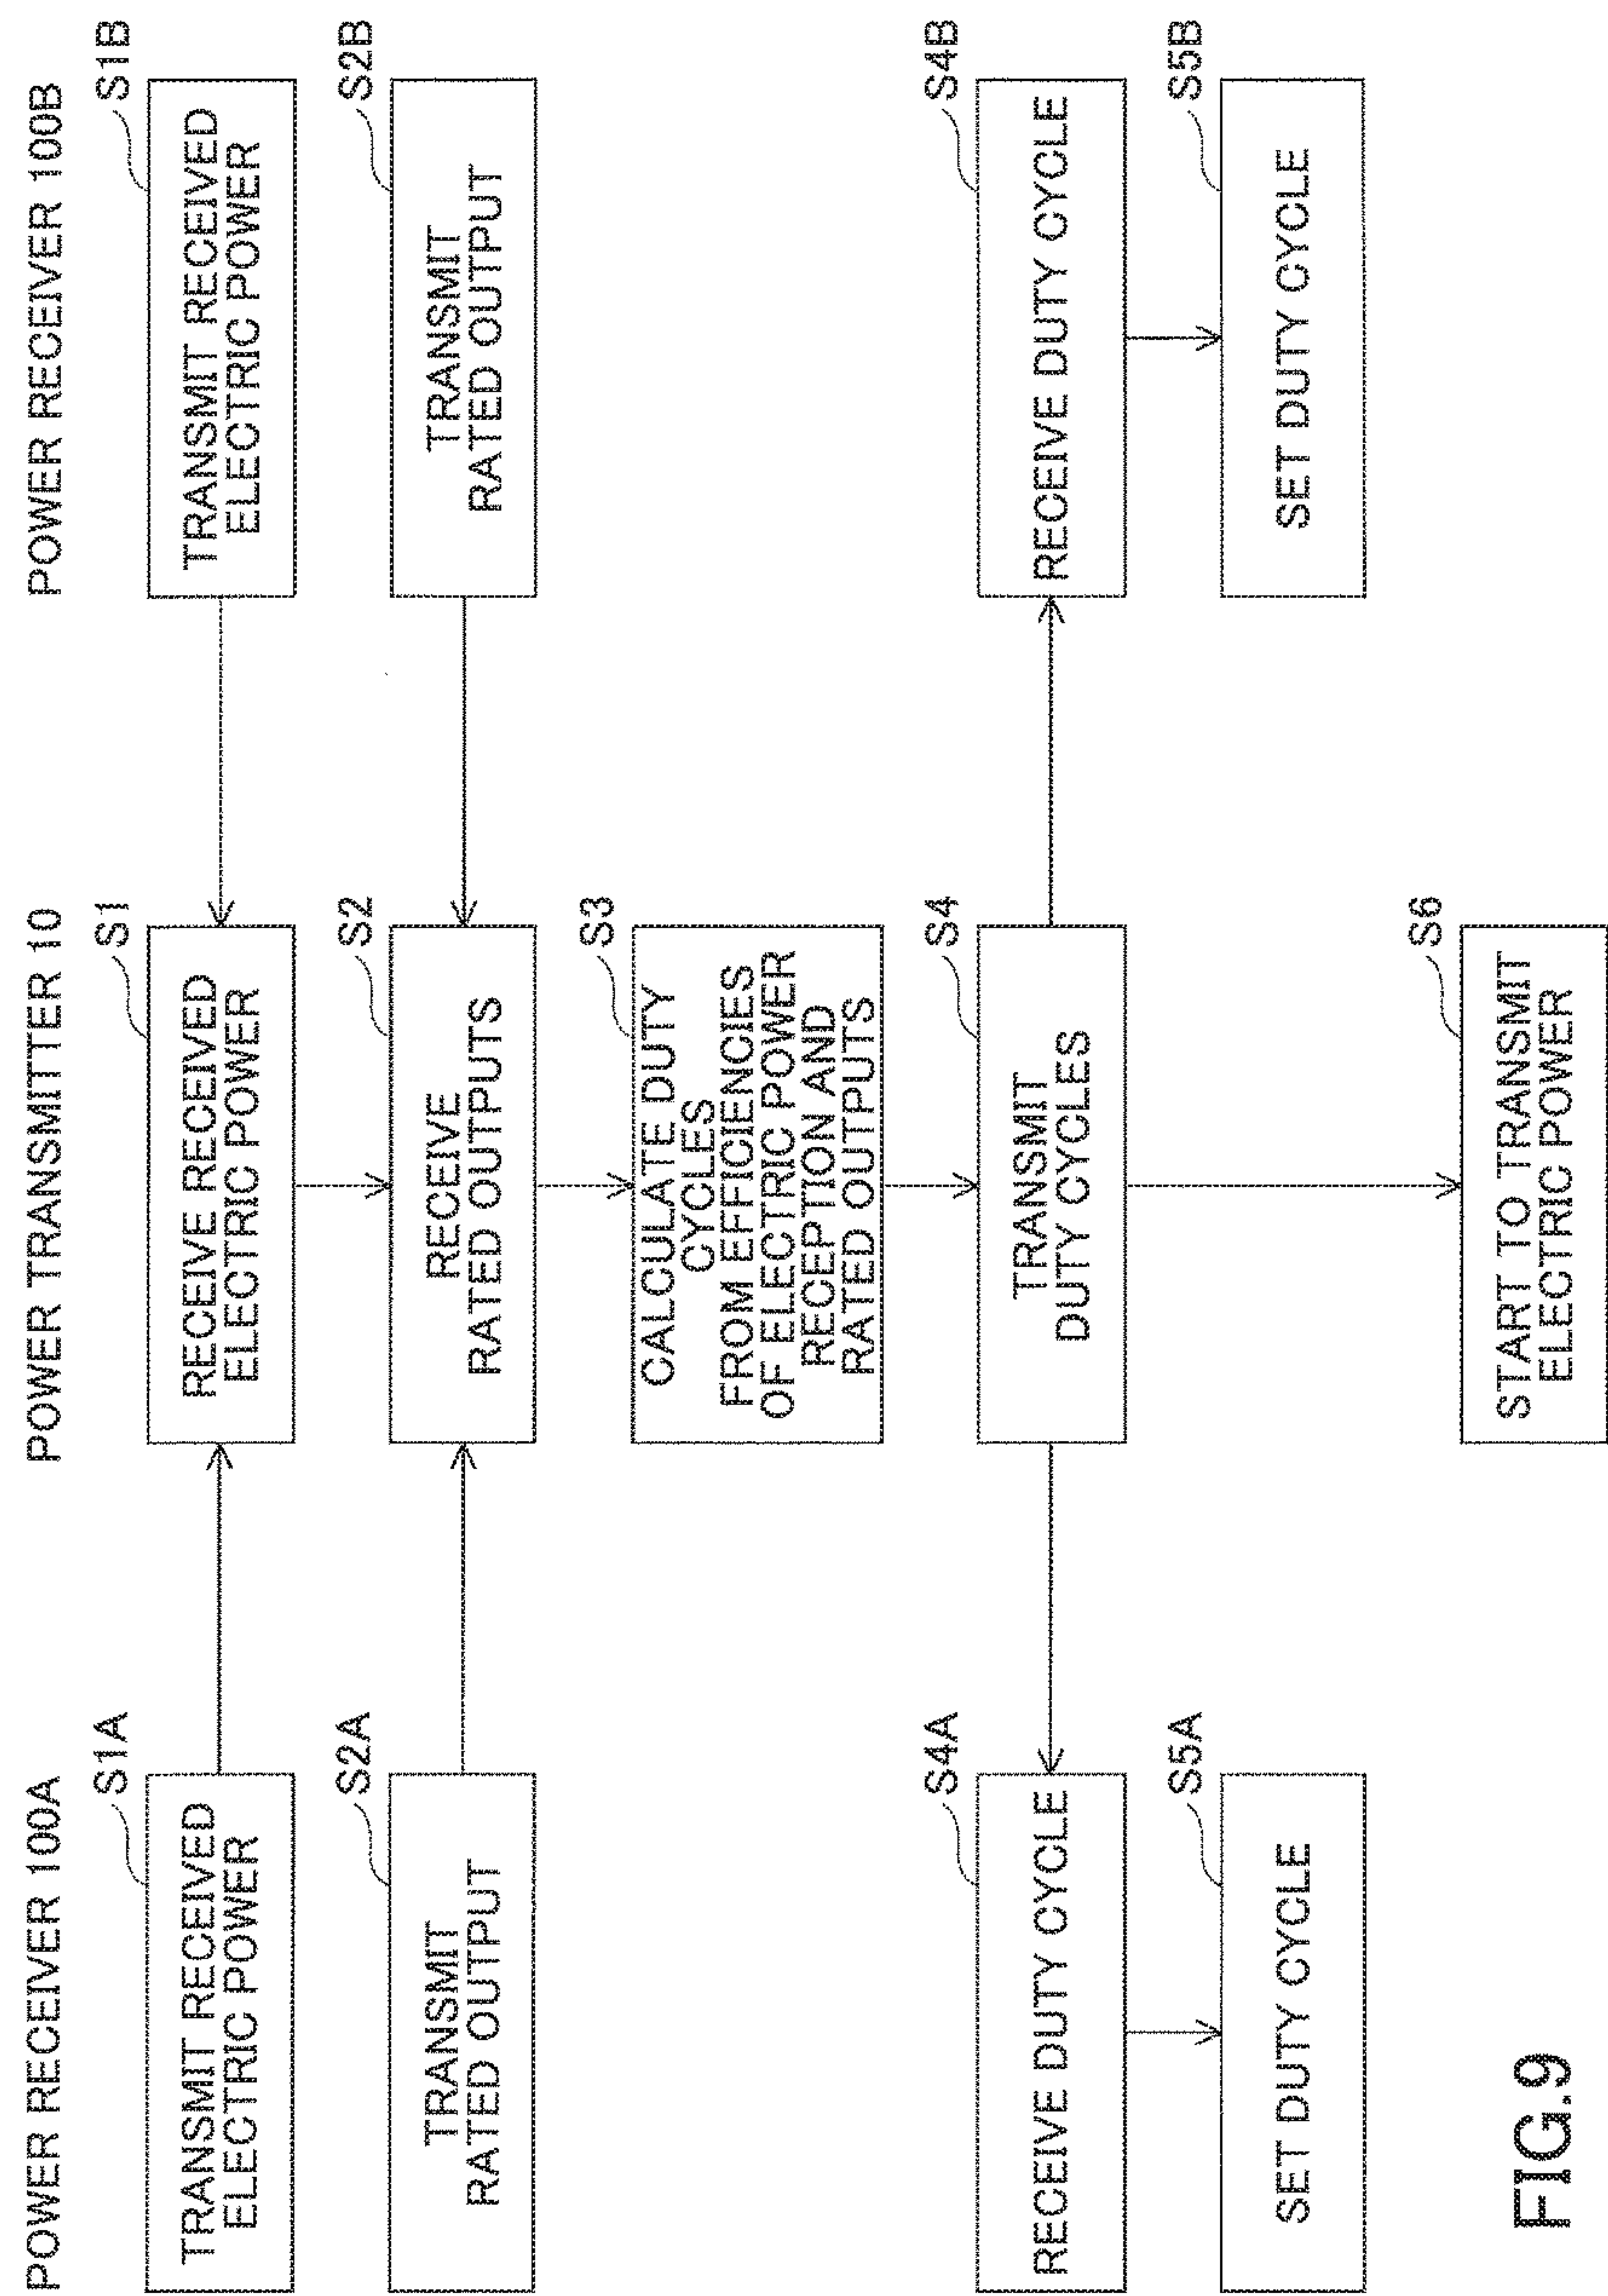 POWER RECEIVER 100A
POWER TRANSMITTER 10
POWER RECEIVER 100B
S1A
TRANSMIT RECEIVED
ELECTRIC POWER
S1
RECEIVE RECEIVED
ELECTRIC POWER
S1B
TRANSMIT RECEIVED
ELECTRIC POWER
S2A
TRANSMIT
RATED OUTPUT
S2
RECEIVE
RATED OUTPUTS
S2B
TRANSMIT
RATED OUTPUT
S3
CALCULATE DUTY
CYCLES
FROM EFFICIENCIES
OF ELECTRIC POWER
RECEPTION AND
RATED OUTPUTS
S4A
RECEIVE DUTY CYCLE
S4
TRANSMIT
DUTY CYCLES
S4B
RECEIVE DUTY CYCLE
S5A
SET DUTY CYCLE
S5B
SET DUTY CYCLE
S6
START TO TRANSMIT
ELECTRIC POWER
FIG.9